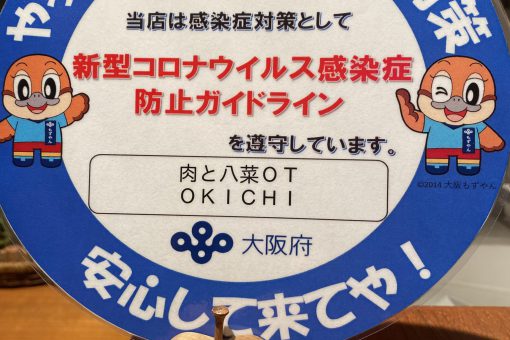 や
策
当店は感染症対策として
新型コロナウイルス感染症
防止ガイドライン
を遵守しています。
肉と八菜OT
OKICHI
©2014 大阪もずやん
大阪府
安心して来てや！